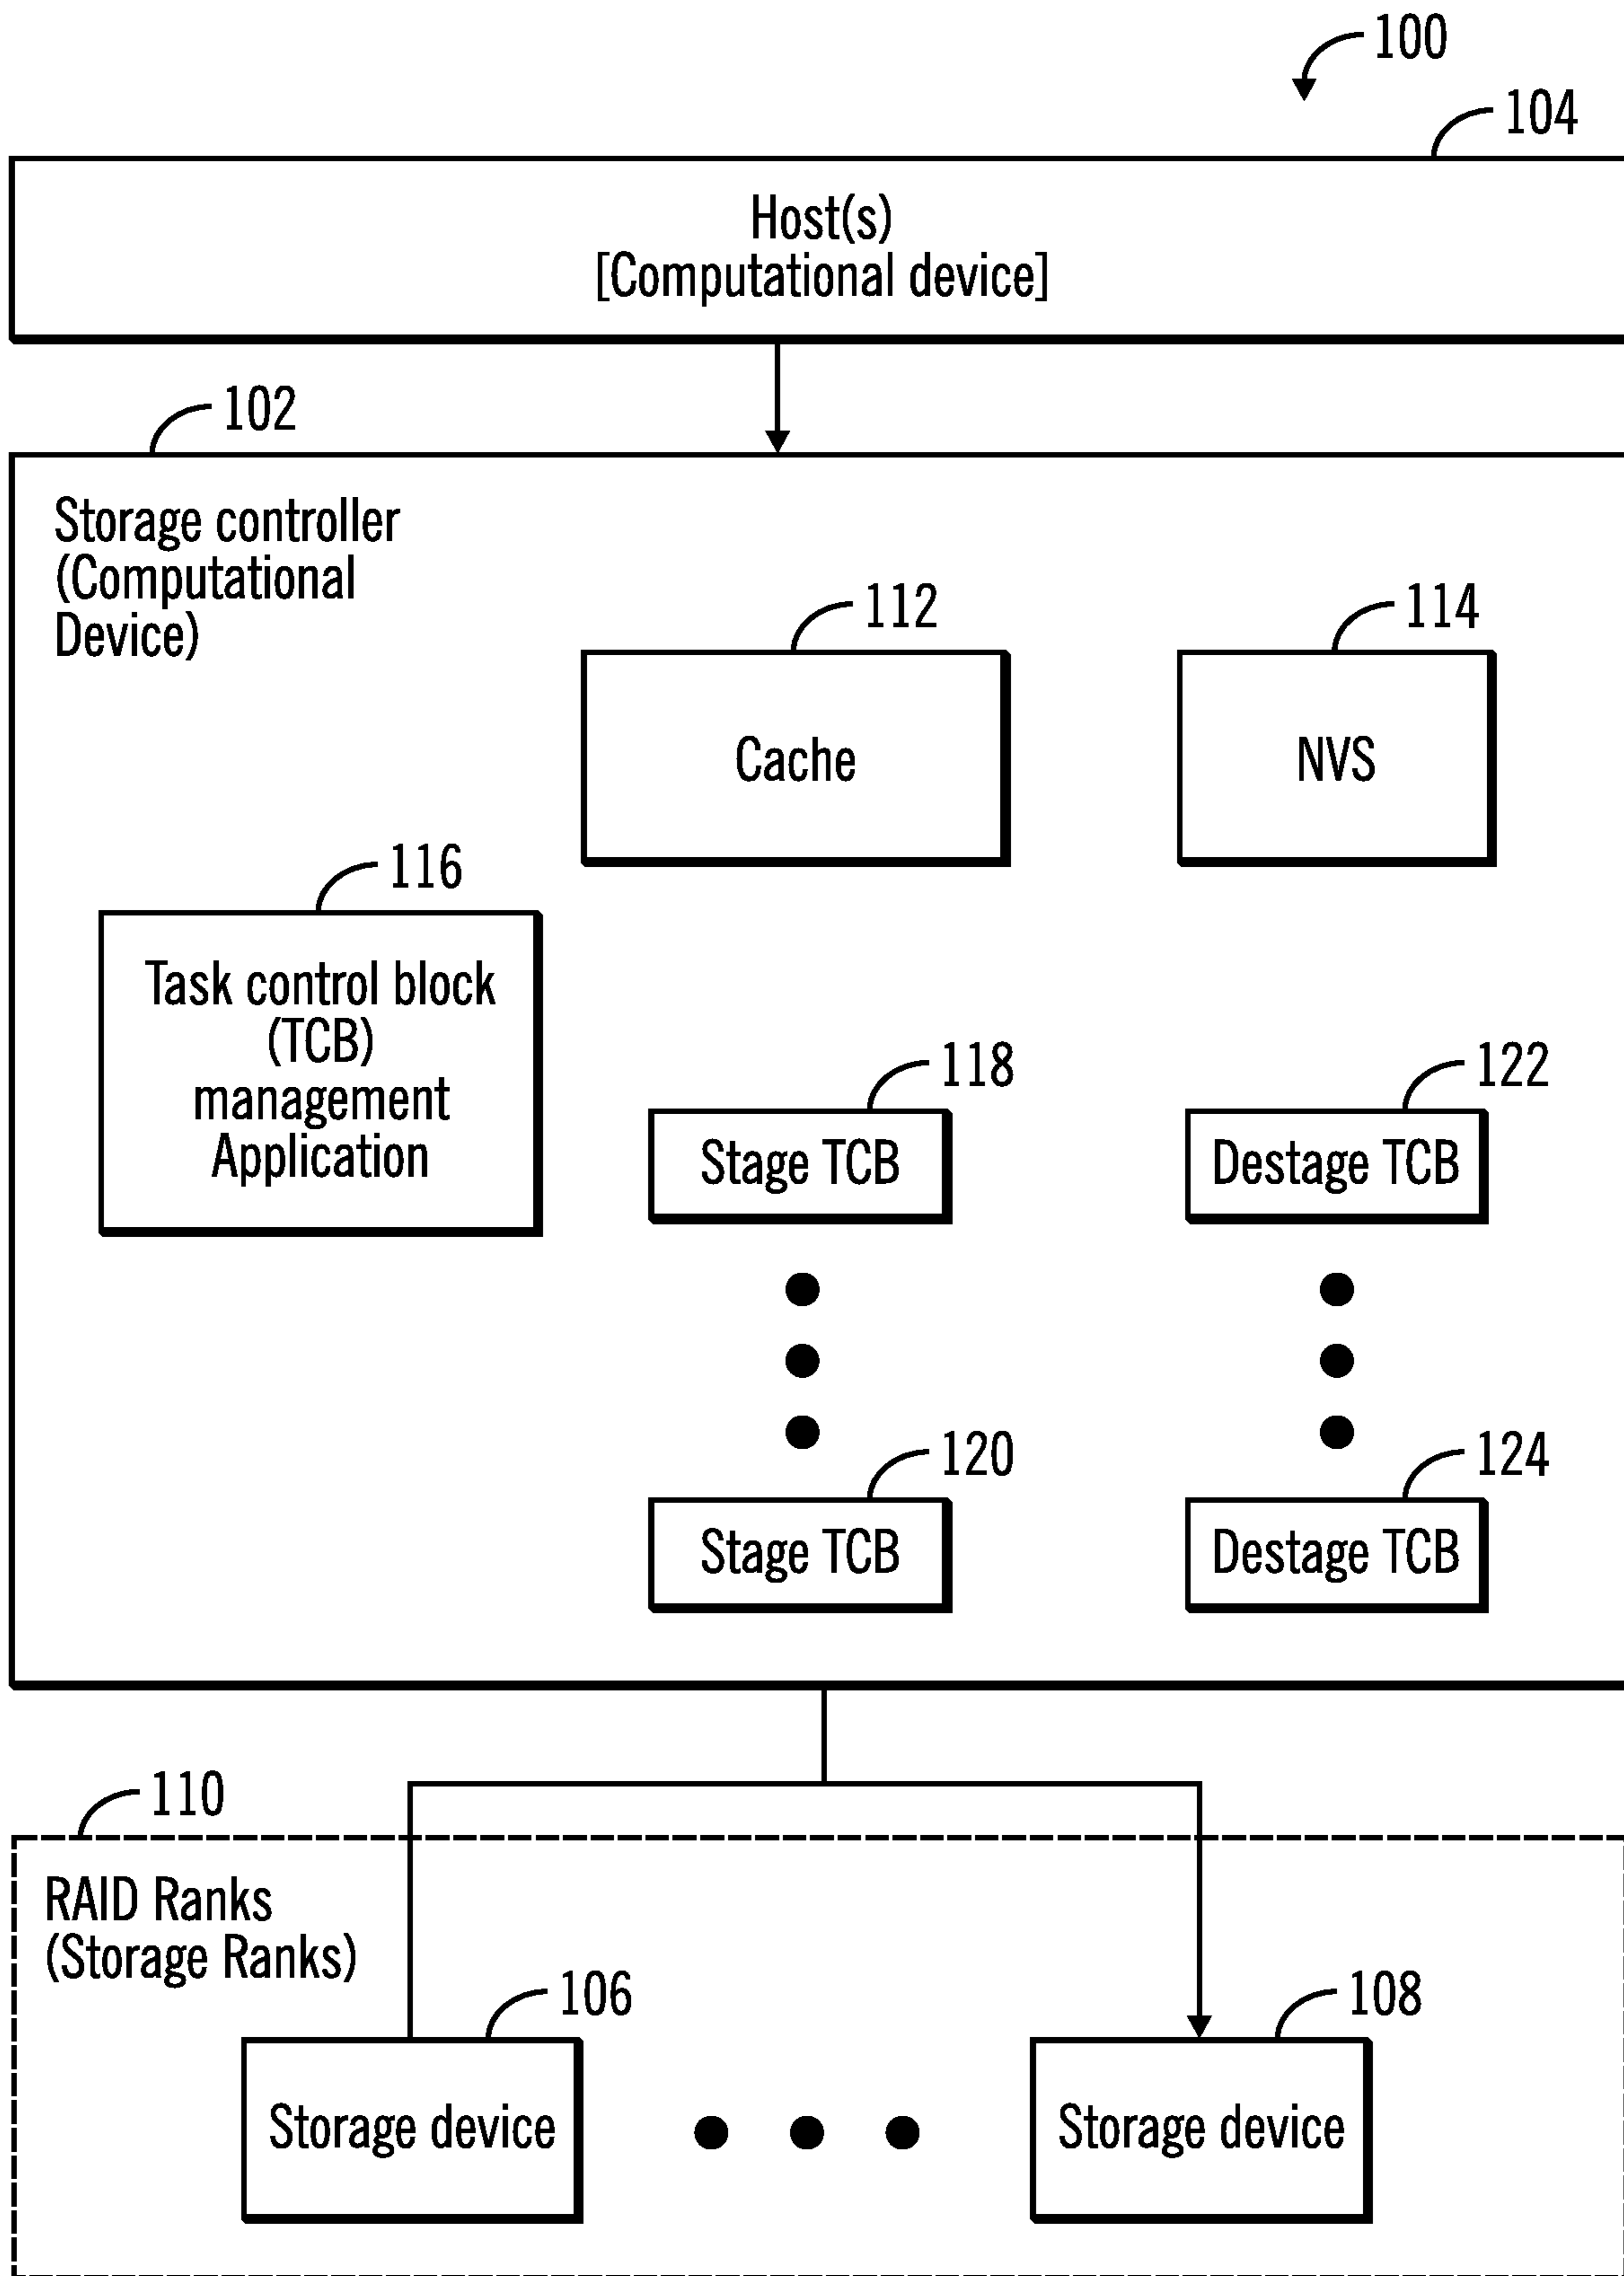 100
104
Host(s)
[Computational device]
102
Storage controller
(Computational
Device)
112
114
Cache
NVS
116
Task control block
(TCB)
management
Application
118
122
Stage TCB
Destage TCB
120
124
Stage TCB
Destage TCB
110
RAID Ranks
(Storage Ranks)
106
108
Storage device
Storage device